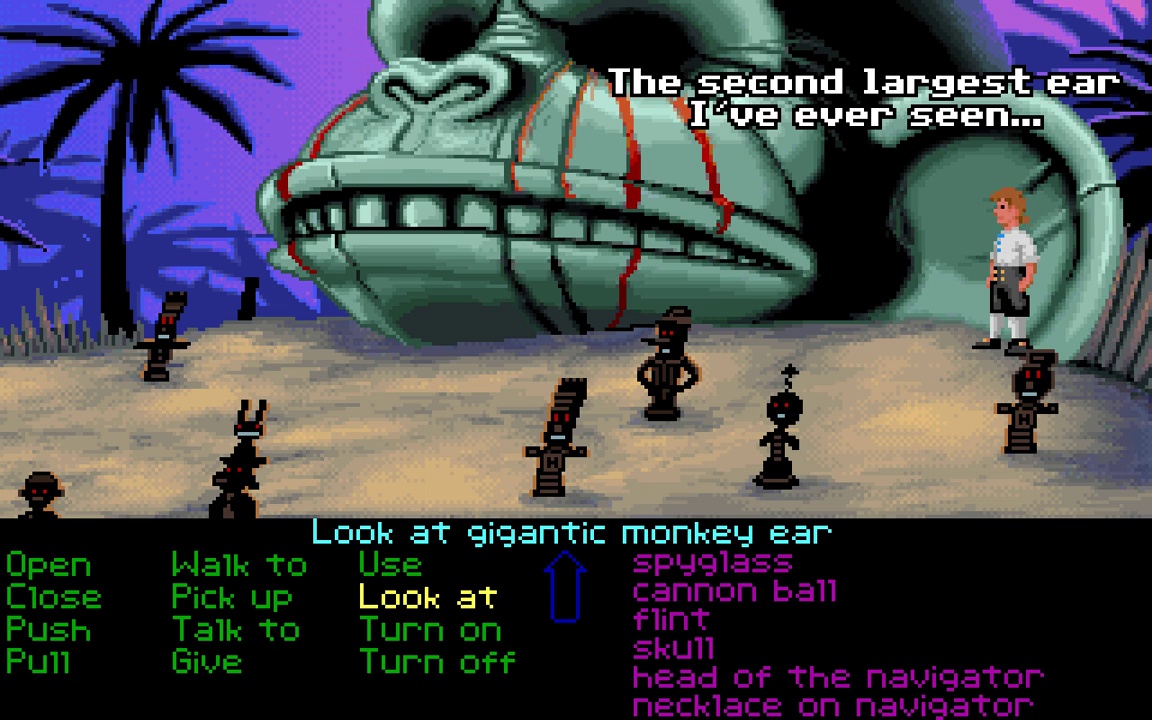 The second largest ear
I've ever seen...
Look at gigantic monkey ear
Open
Walk to
Use
spyglass
Close
Pick up
Look at
cannon ball
Push
Talk to
Turn on
flint
Pull
Give
Turn off
skull
head of the navigator
necklace on navigator